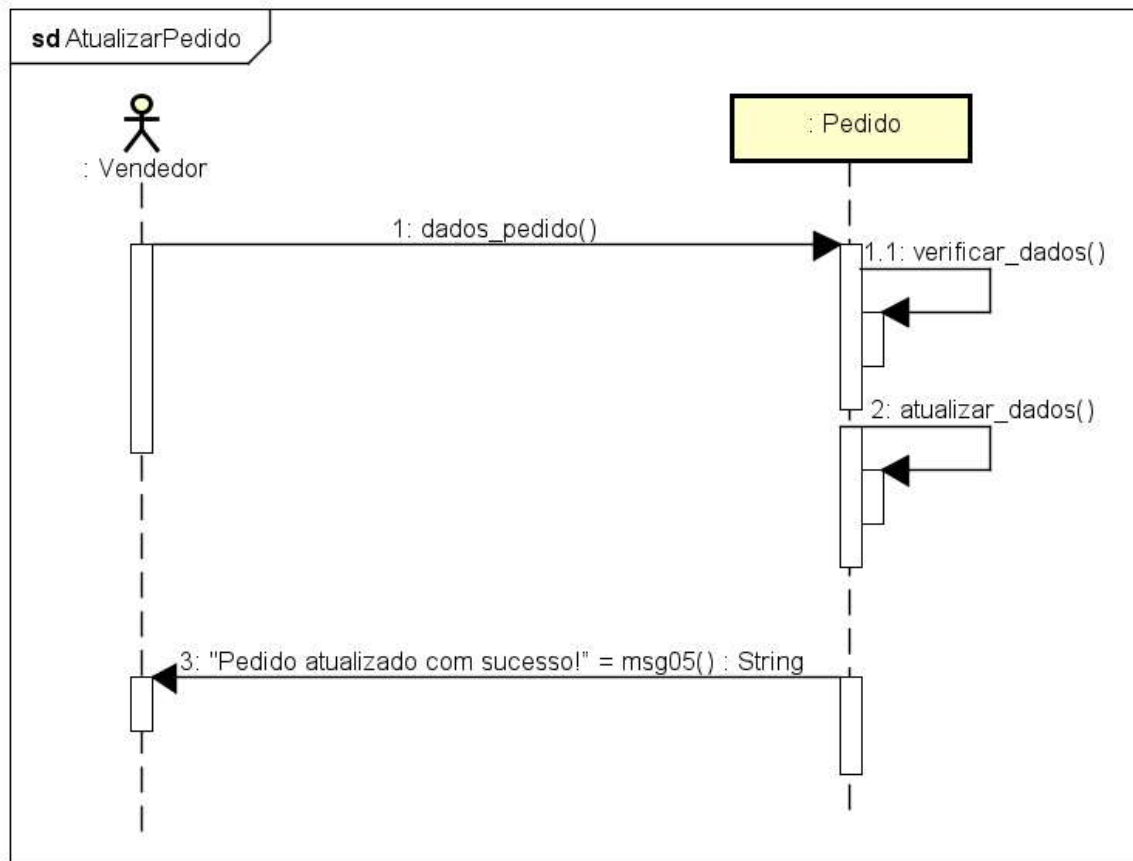 sd AtualizarPedido
: Vendedor
: Pedido
1: dados_pedido()
1.1: verificar_dados()
2: atualizar_dados()
3: "Pedido atualizado com sucesso!" = msg05() : String